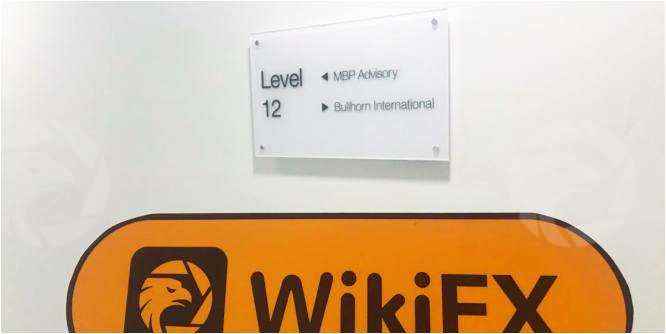 Level
12
◄ MBP Advisory
► Bullhorn International
WikiFX